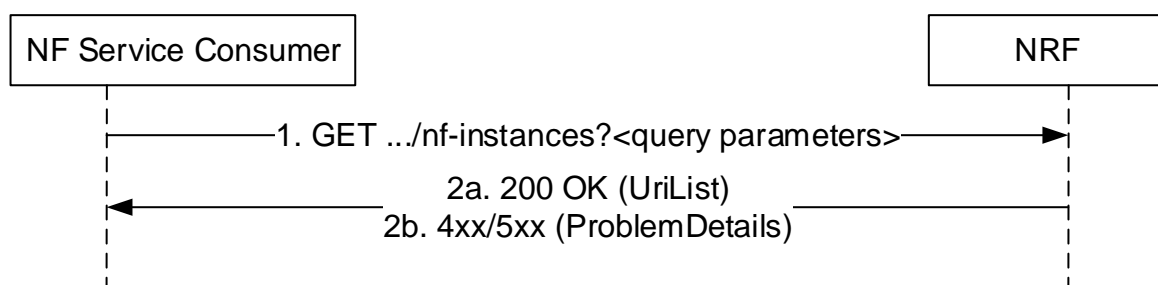 NF Service Consumer
NRF
1. GET .../nf-instances?<query parameters>
2a. 200 OK (UriList)
2b. 4xx/5xx (ProblemDetails)